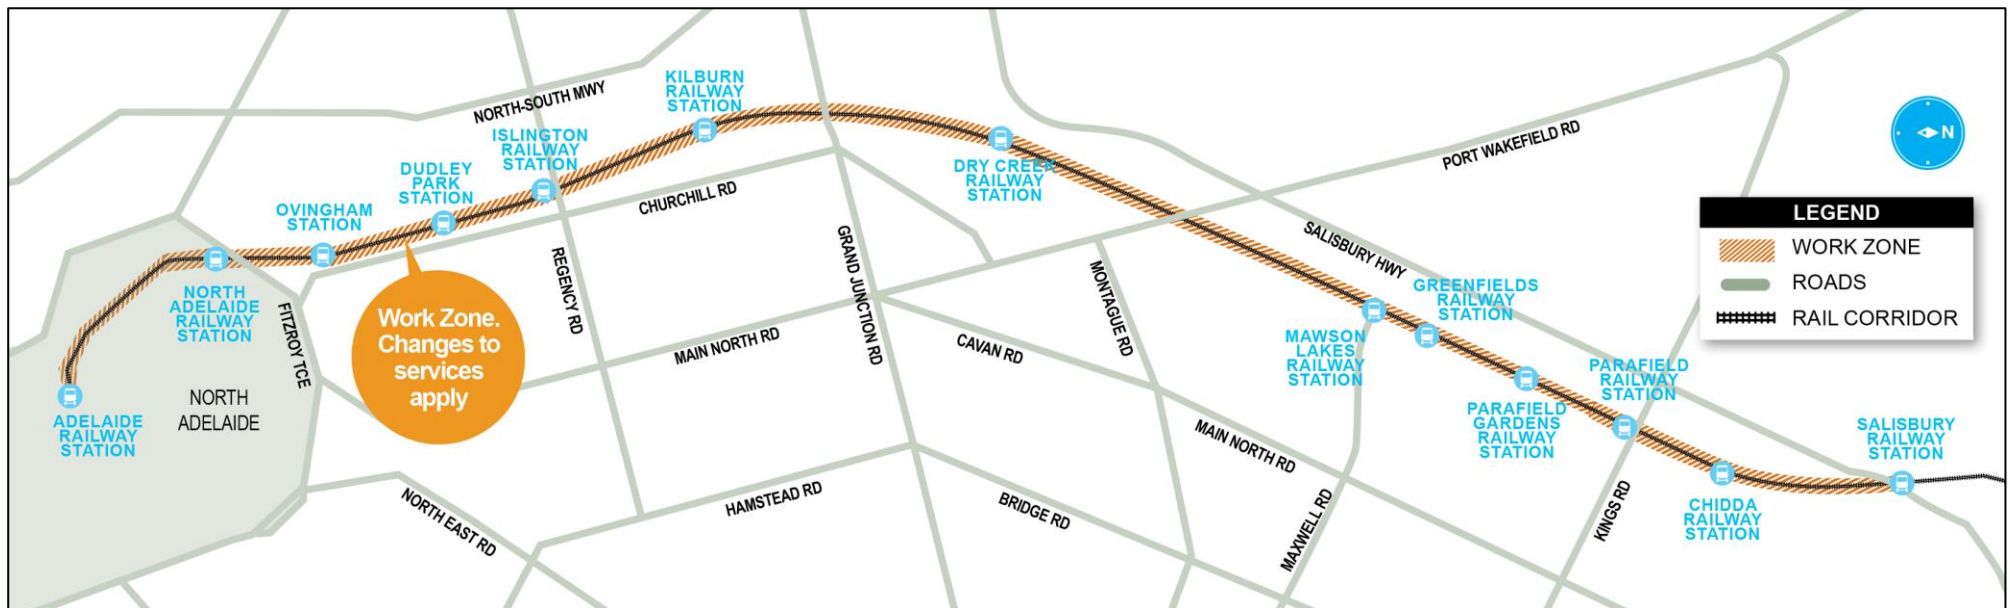 NORTH-SOUTH MWY
KILBURN
RAILWAY
STATION
ISLINGTON
RAILWAY
STATION
DUDLEY
PARK
STATION
OVINGHAM
STATION
CHURCHILL RD
DRY CREEK
RAILWAY
STATION
PORT WAKEFIELD RD
N
LEGEND
WORK ZONE
ROADS
RAIL CORRIDOR
NORTH
ADELAIDE
RAILWAY
STATION
FITZROY TCE
Work Zone.
Changes to
services
apply
REGENCY RD
MAIN NORTH RD
GRAND JUNCTION RD
CAVAN RD
MONTAGUE RD
SALISBURY HWY
GREENFIELDS
RAILWAY
STATION
MAWSON
LAKES
RAILWAY
STATION
PARAFIELD
RAILWAY
STATION
PARAFIELD
GARDENS
RAILWAY
STATION
NORTH
ADELAIDE
ADELAIDE
RAILWAY
STATION
NORTH EAST RD
HAMSTEAD RD
BRIDGE RD
MAIN NORTH RD
MAXWELL RD
KINGS RD
CHIDDA
RAILWAY
STATION
SALISBURY
RAILWAY
STATION